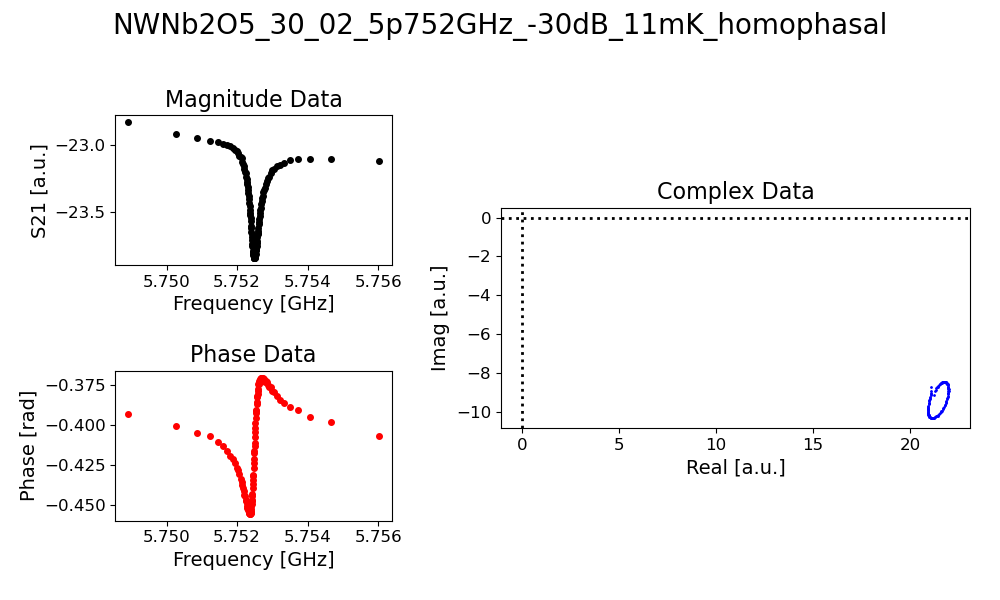 NWNb2O5_30_02_5p752GHz_-30dB_11mK_homophasal
Magnitude Data
S21 [a.u.]
−23.0
−23.5
5.750 5.752 5.754 5.756
Frequency [GHz]
Phase Data
Phase [rad]
−0.375
−0.400
−0.425
−0.450
5.750 5.752 5.754 5.756
Frequency [GHz]
Complex Data
Imag [a.u.]
0
−2
−4
−6
−8
−10
0 5 10 15 20
Real [a.u.]